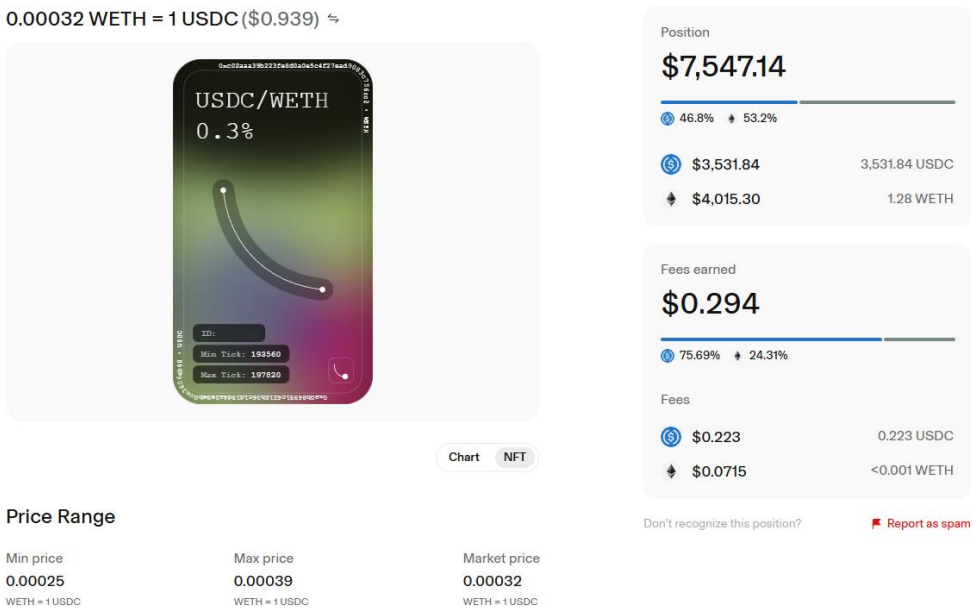 0.00032 WETH = 1 USDC ($0.939)
USDC/WETH
0.3%
ID:
Min Tick: 193560
Max Tick: 197820
Chart NFT
Price Range
Min price
0.00025
WETH = 1 USDC
Max price
0.00039
WETH = 1 USDC
Market price
0.00032
WETH = 1 USDC
Position
$7,547.14
46.8% 53.2%
$3,531.84 3,531.84 USDC
$4,015.30 1.28 WETH
Fees earned
$0.294
75.69% 24.31%
Fees
$0.223 0.223 USDC
$0.0715 <0.001 WETH
Don't recognize this position? Report as spam